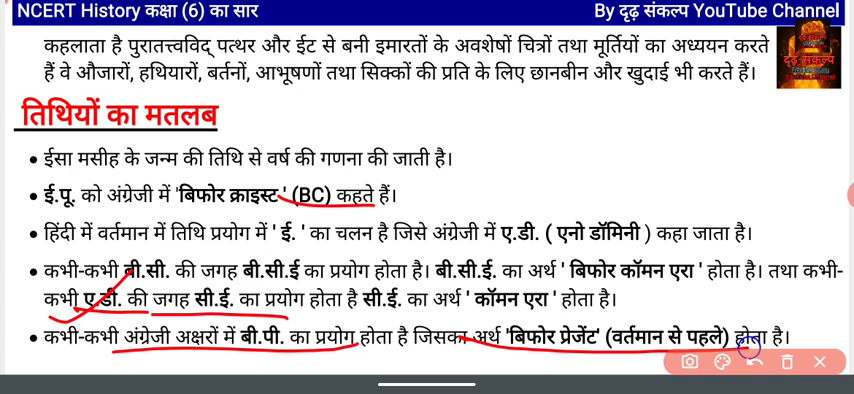 NCERT History कक्षा (6) का सार By दृढ़ संकल्प YouTube Channel
कहलाता है पुरातत्त्वविद् पत्थर और ईट से बनी इमारतों के अवशेषों चित्रों तथा मूर्तियों का अध्ययन करते
हैं वे औजारों, हथियारों, बर्तनों, आभूषणों तथा सिक्कों की प्रति के लिए छानबीन और खुदाई भी करते हैं।
दृढ़ संकल्प
YouTube Channel
तिथियों का मतलब
• ईसा मसीह के जन्म की तिथि से वर्ष की गणना की जाती है।
• ई.पू. को अंग्रेजी में 'बिफोर क्राइस्ट ' (BC) कहते हैं।
• हिंदी में वर्तमान में तिथि प्रयोग में ' ई. ' का चलन है जिसे अंग्रेजी में ए.डी. ( एनो डॉमिनी ) कहा जाता है।
• कभी-कभी बी.सी. की जगह बी.सी.ई का प्रयोग होता है। बी.सी.ई. का अर्थ ' बिफोर कॉमन एरा ' होता है। तथा कभी-
कभी ए.डी. की जगह सी.ई. का प्रयोग होता है सी.ई. का अर्थ ' कॉमन एरा ' होता है।
• कभी-कभी अंग्रेजी अक्षरों में बी.पी. का प्रयोग होता है जिसका अर्थ 'बिफोर प्रेजेंट' (वर्तमान से पहले) होता है।